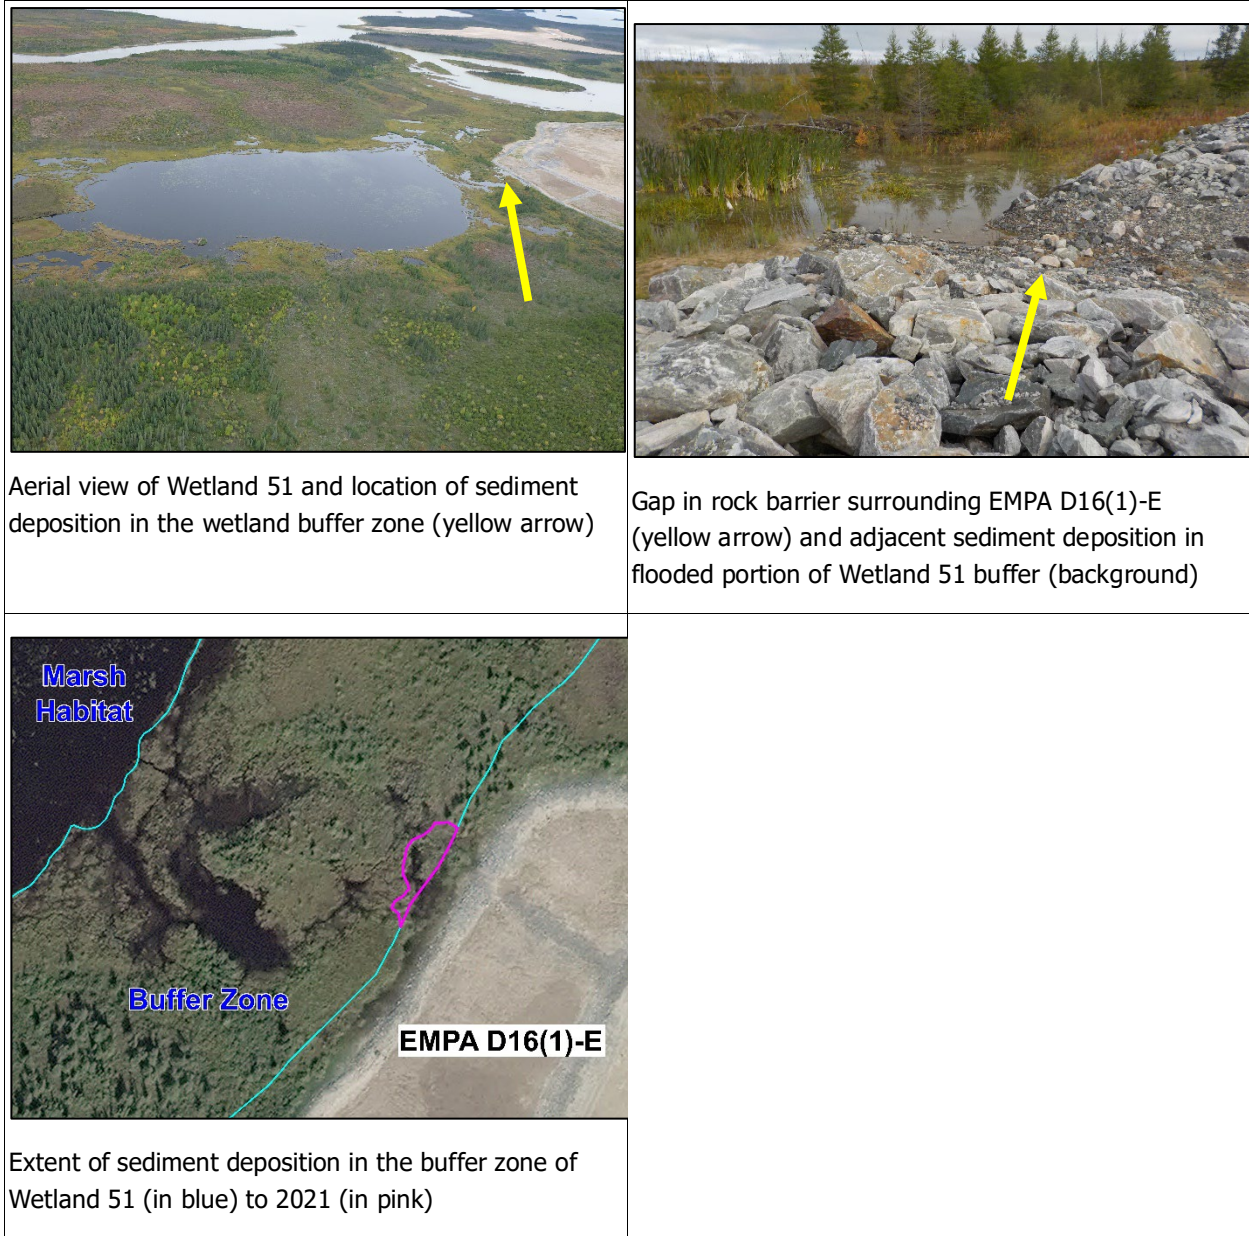 Aerial view of Wetland 51 and location of sediment
deposition in the wetland buffer zone (yellow arrow)
Gap in rock barrier surrounding EMPA D16(1)-E
(yellow arrow) and adjacent sediment deposition in
flooded portion of Wetland 51 buffer (background)
Marsh
Habitat
Buffer Zone
EMPA D16(1)-E
Extent of sediment deposition in the buffer zone of
Wetland 51 (in blue) to 2021 (in pink)